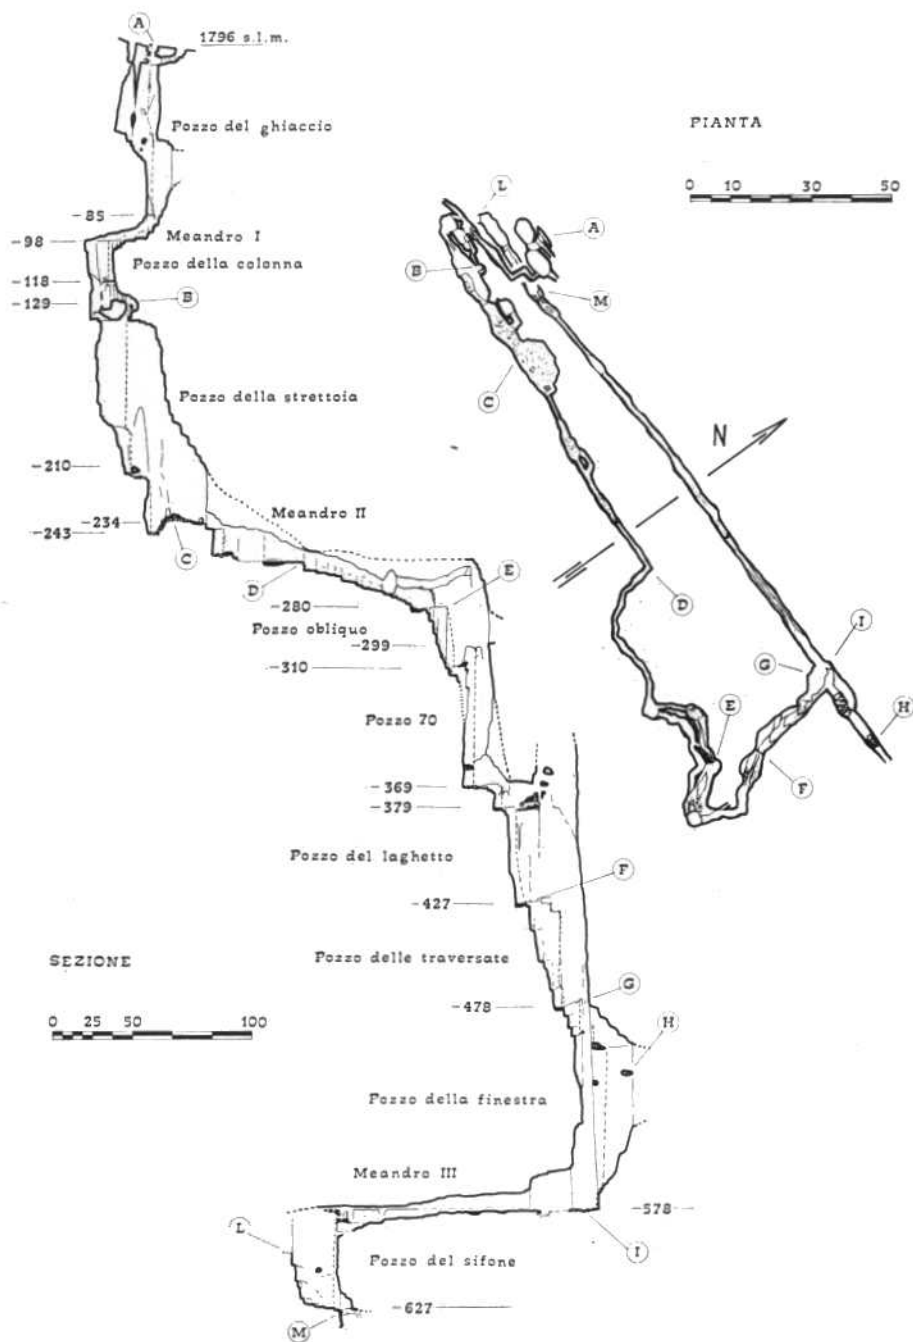 A
1796 s.l.m.
Pozzo del ghiaccio
-85
-98
Meandro I
Pozzo della colonna
-118
-129
B
Pozzo della strettoia
-210
-234
-243
Meandro II
C
D
E
-280
Pozzo obliquo
-299
-310
Pozzo 70
-369
-379
Pozzo del laghetto
F
-427
Pozzo delle traversate
G
-478
H
Pozzo della finestra
Meandro III
-578
I
L
Pozzo del sifone
-627
M
SEZIONE
0 25 50 100
PIANTA
0 10 20 30 40 50
L
A
B
M
C
N
D
I
G
E
H
F